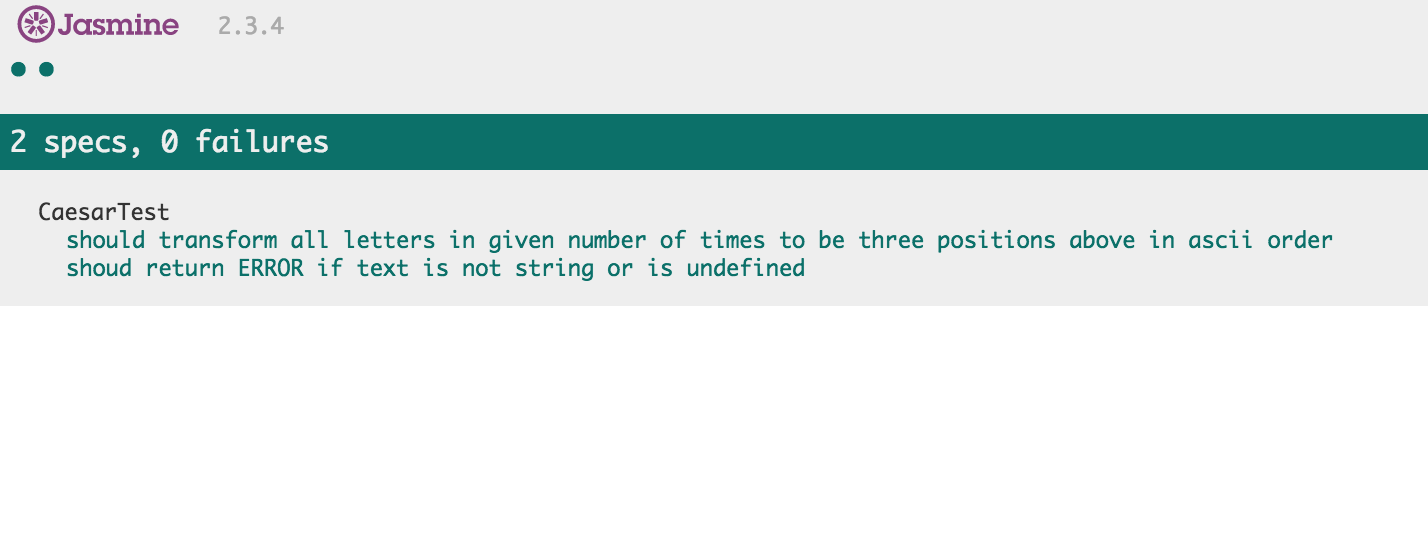 Jasmine 2.3.4
2 specs, 0 failures
CaesarTest
should transform all letters in given number of times to be three positions above in ascii order
shoud return ERROR if text is not string or is undefined